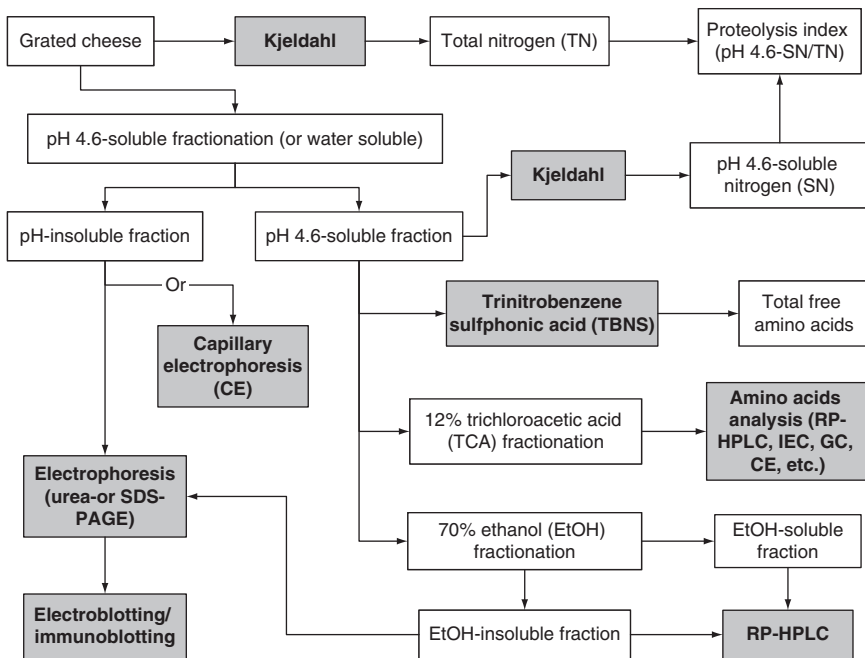 Grated cheese
Kjeldahl
Total nitrogen (TN)
Proteolysis index
(pH 4.6-SN/TN)
pH 4.6-soluble fractionation (or water soluble)
Kjeldahl
pH 4.6-soluble
nitrogen (SN)
pH-insoluble fraction
pH 4.6-soluble fraction
Or
Trinitrobenzene
sulfphonic acid (TBNS)
Total free
amino acids
Capillary
electrophoresis
(CE)
12% trichloroacetic acid
(TCA) fractionation
Amino acids
analysis (RP-
HPLC, IEC, GC,
CE, etc.)
Electrophoresis
(urea-or SDS-
PAGE)
70% ethanol (EtOH)
fractionation
EtOH-soluble
fraction
Electroblotting/
immunoblotting
EtOH-insoluble fraction
RP-HPLC